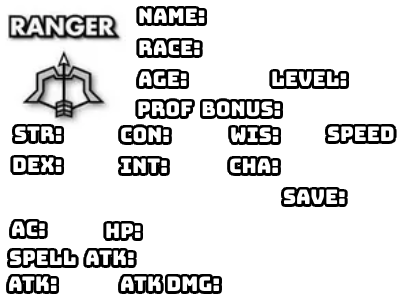 RANGER
NAME:
RACE:
AGE: LEVEL:
PROF BONUS:
STR: CON: WIS: SPEED
DEX: INT: CHA:
SAVE:
AC: HP:
SPELL ATK:
ATK: ATK DMG: